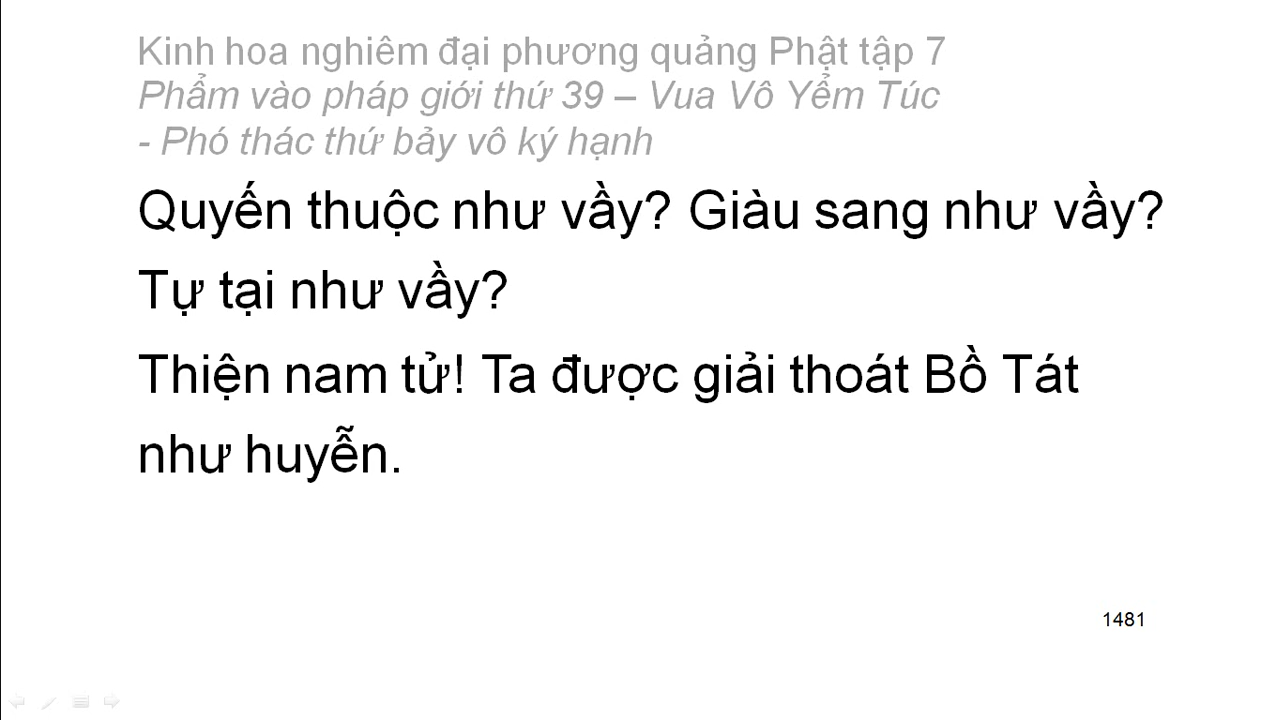 Kinh hoa nghiêm đại phương quảng Phật tập 7
Phẩm vào pháp giới thứ 39 – Vua Vô Yểm Túc
- Phó thác thứ bảy vô ký hạnh
Quyến thuộc như vầy? Giàu sang như vầy?
Tự tại như vầy?
Thiện nam tử! Ta được giải thoát Bồ Tát
như huyễn.
1481